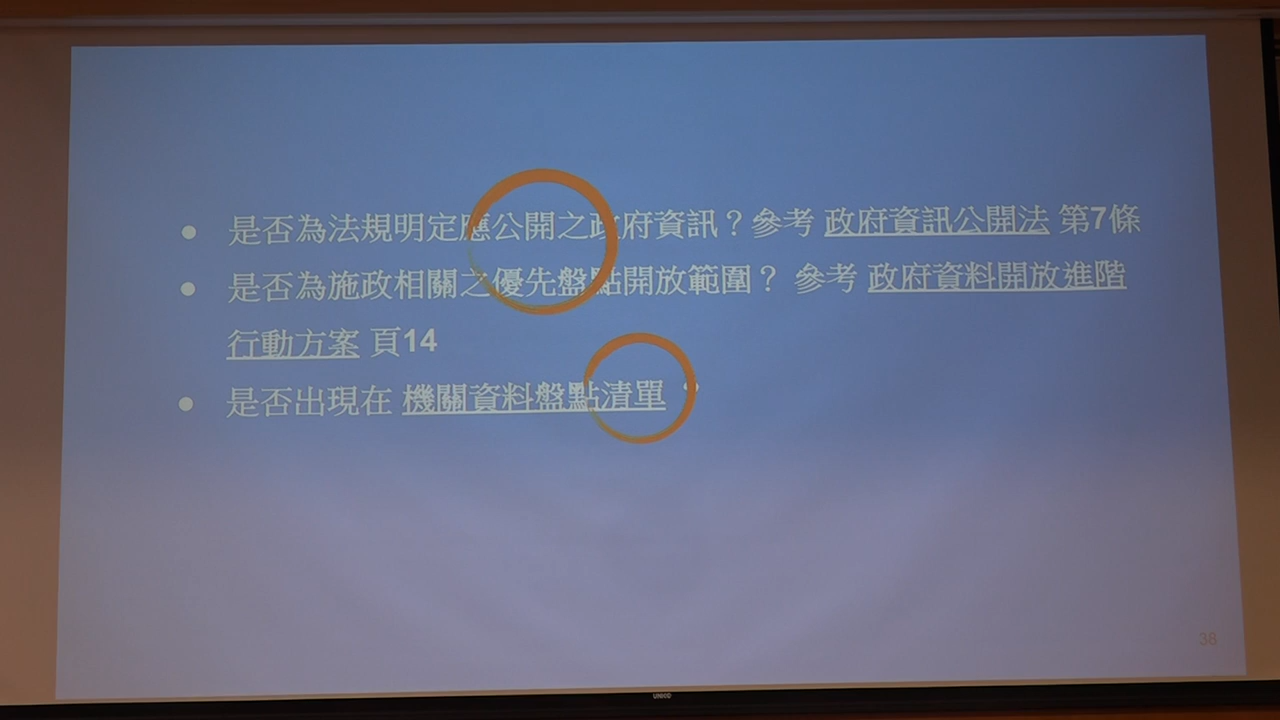 ● 是否為法規明定應公開之政府資訊？參考 政府資訊公開法 第7條
● 是否為施政相關之優先盤點開放範圍？ 參考 政府資料開放進階
行動方案 頁14
● 是否出現在 機關資料盤點清單
38